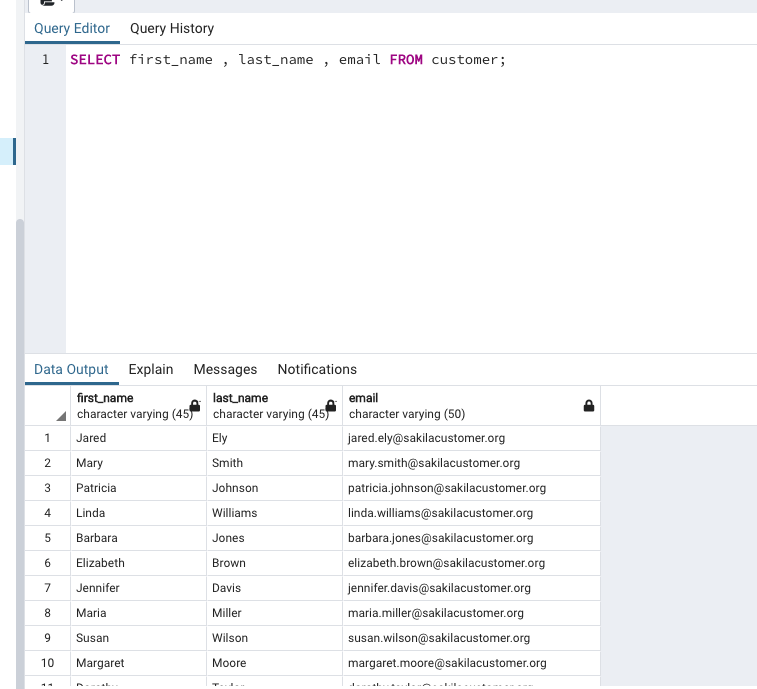 Query Editor Query History
1 SELECT first_name , last_name , email FROM customer;
Data Output Explain Messages Notifications
first_name last_name email
character varying (45) character varying (45) character varying (50)
1 Jared Ely jared.ely@sakilacustomer.org
2 Mary Smith mary.smith@sakilacustomer.org
3 Patricia Johnson patricia.johnson@sakilacustomer.org
4 Linda Williams linda.williams@sakilacustomer.org
5 Barbara Jones barbara.jones@sakilacustomer.org
6 Elizabeth Brown elizabeth.brown@sakilacustomer.org
7 Jennifer Davis jennifer.davis@sakilacustomer.org
8 Maria Miller maria.miller@sakilacustomer.org
9 Susan Wilson susan.wilson@sakilacustomer.org
10 Margaret Moore margaret.moore@sakilacustomer.org